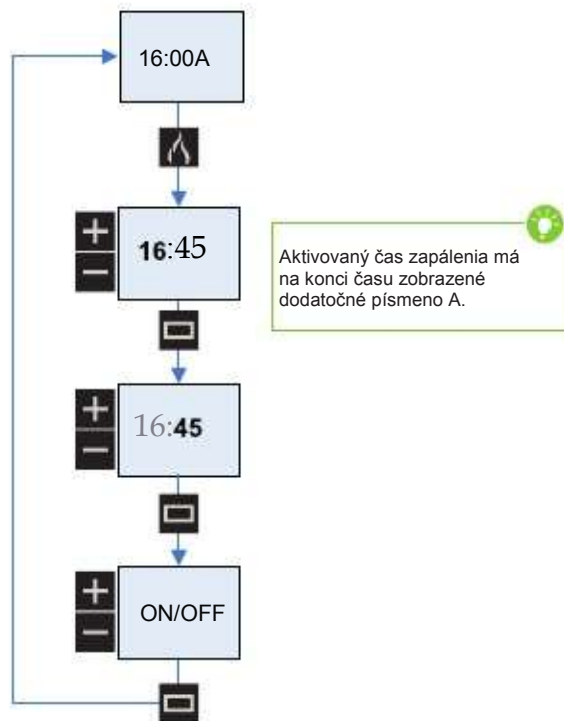 16:00A
16:45
Aktivovaný čas zapálenia má
na konci času zobrazené
dodatočné písmeno A.
16:45
ON/OFF